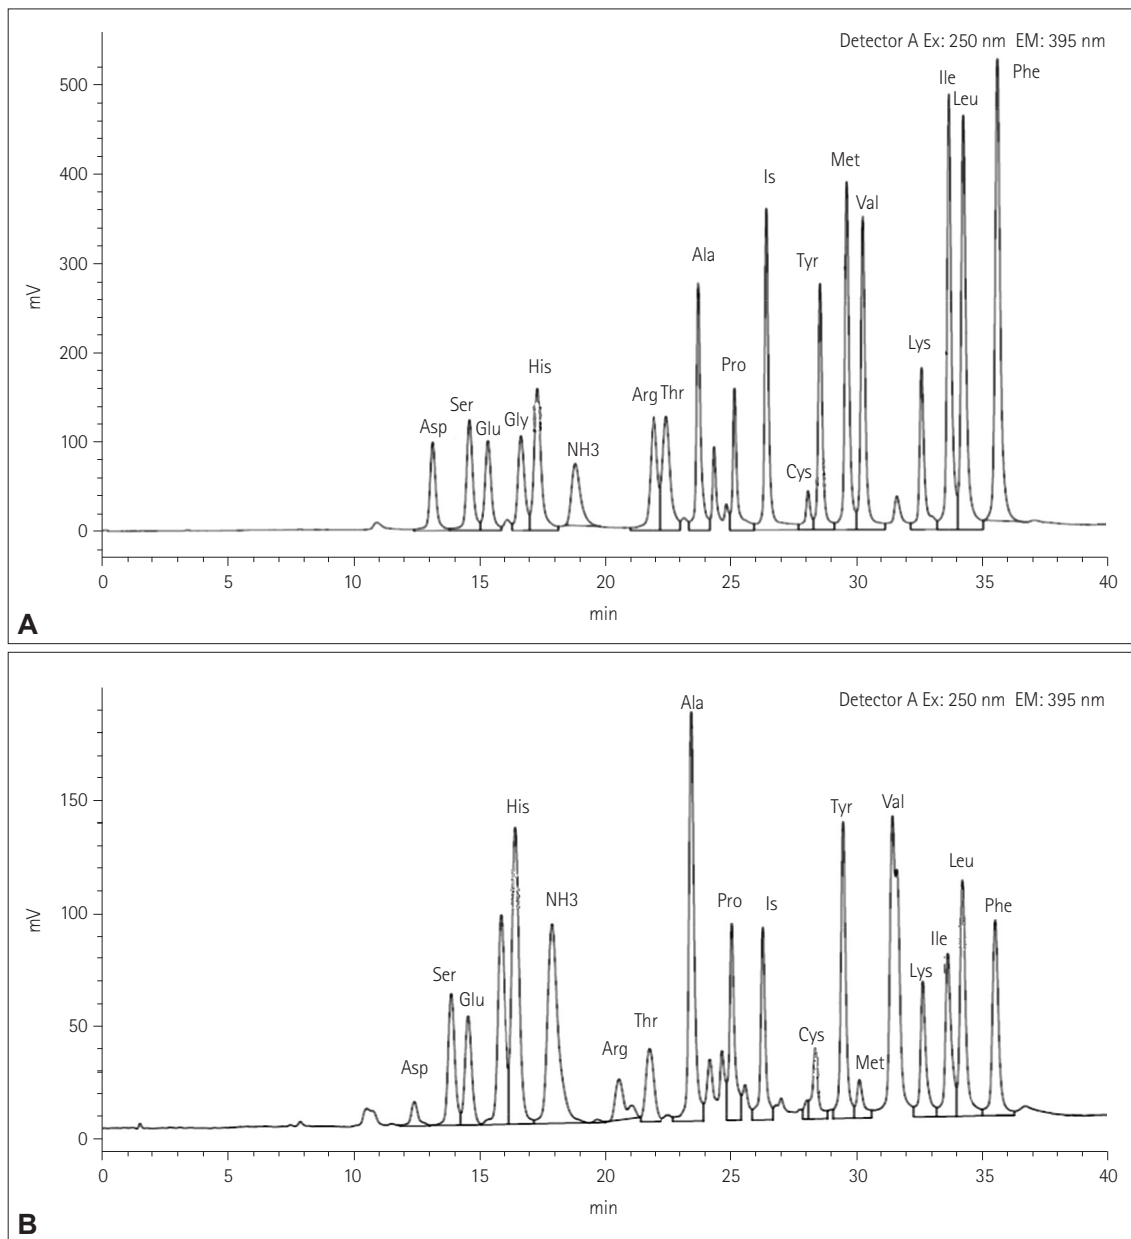 Detector A Ex: 250 nm EM: 395 nm
500
400
300
200
100
0
mV
Asp
Ser
Glu
Gly
His
NH3
Arg
Thr
Ala
Pro
Is
Cys
Tyr
Met
Val
Lys
Ile
Leu
Phe
0 5 10 15 20 25 30 35 40
min
A
Detector A Ex: 250 nm EM: 395 nm
150
100
50
0
mV
Asp
Ser
Glu
His
NH3
Arg
Thr
Ala
Pro
Is
Cys
Tyr
Met
Val
Lys
Ile
Leu
Phe
0 5 10 15 20 25 30 35 40
min
B